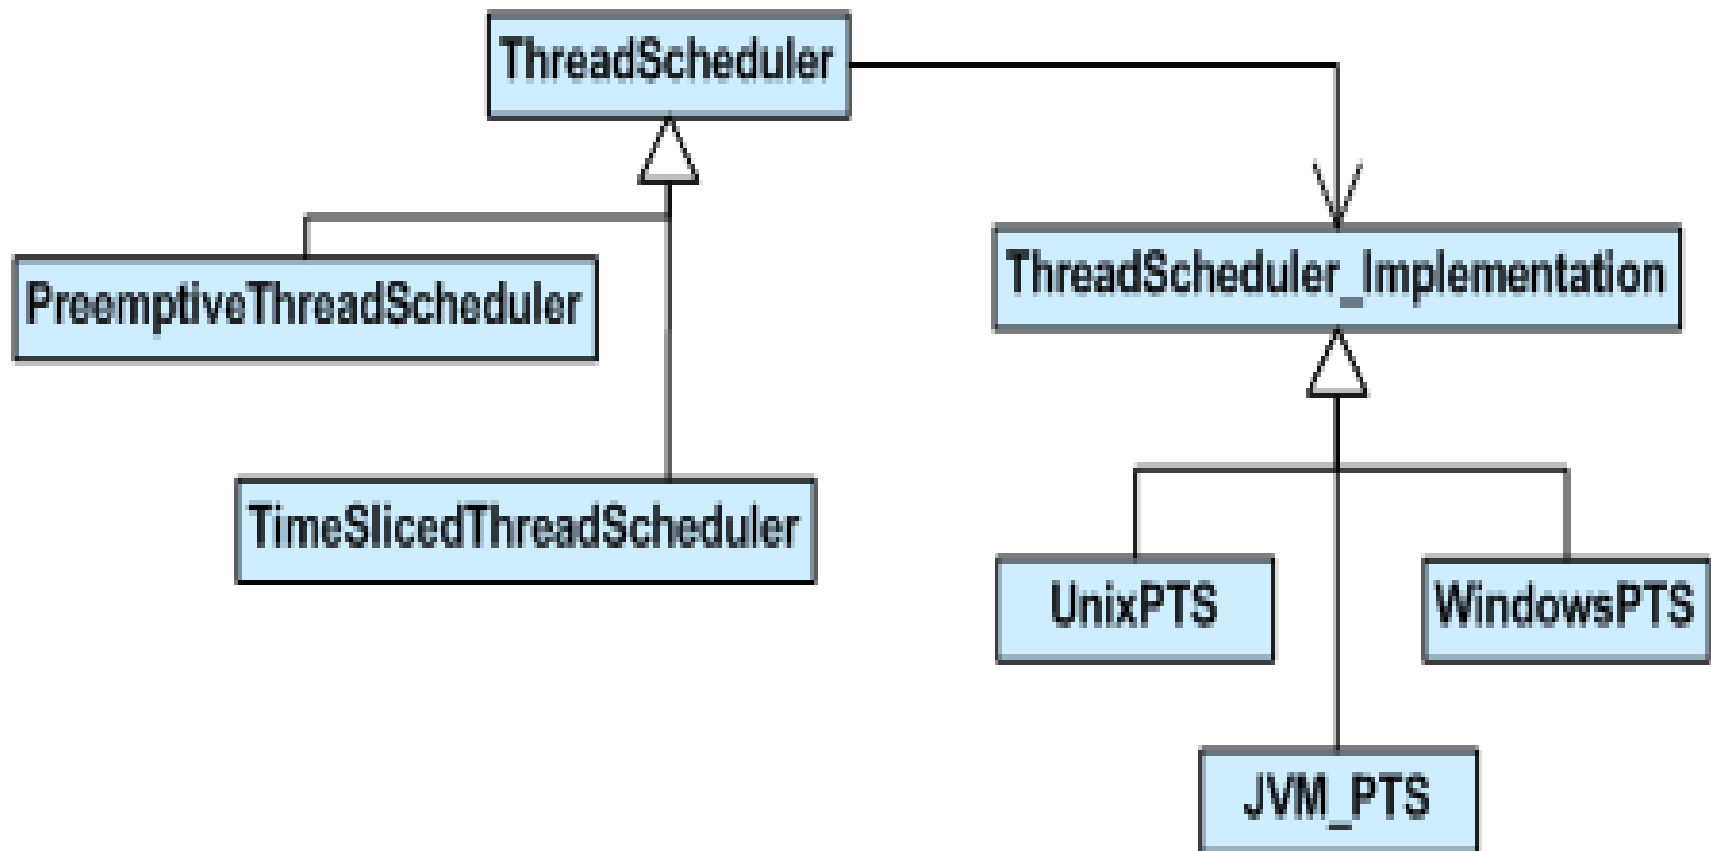 ThreadScheduler
ThreadScheduler_Implementation
PreemptiveThreadScheduler
TimeSlicedThreadScheduler
UnixPTS
WindowsPTS
JVM_PTS